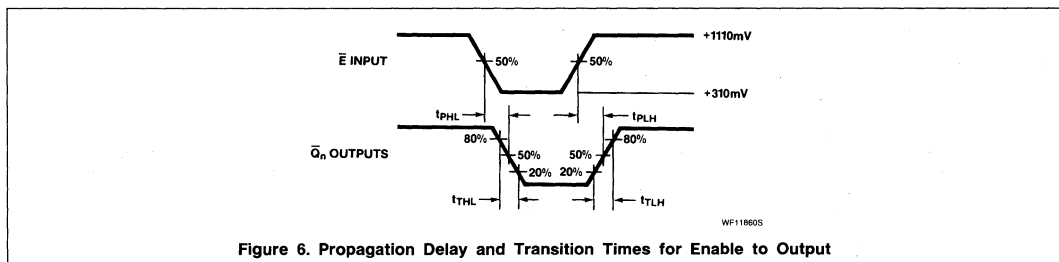 +1110mV
E̅ INPUT
50%
50%
+310mV
tPHL
tPLH
80%
80%
Q̅n OUTPUTS
50%
50%
20%
20%
tTHL
tTLH
WF11860S
Figure 6. Propagation Delay and Transition Times for Enable to Output